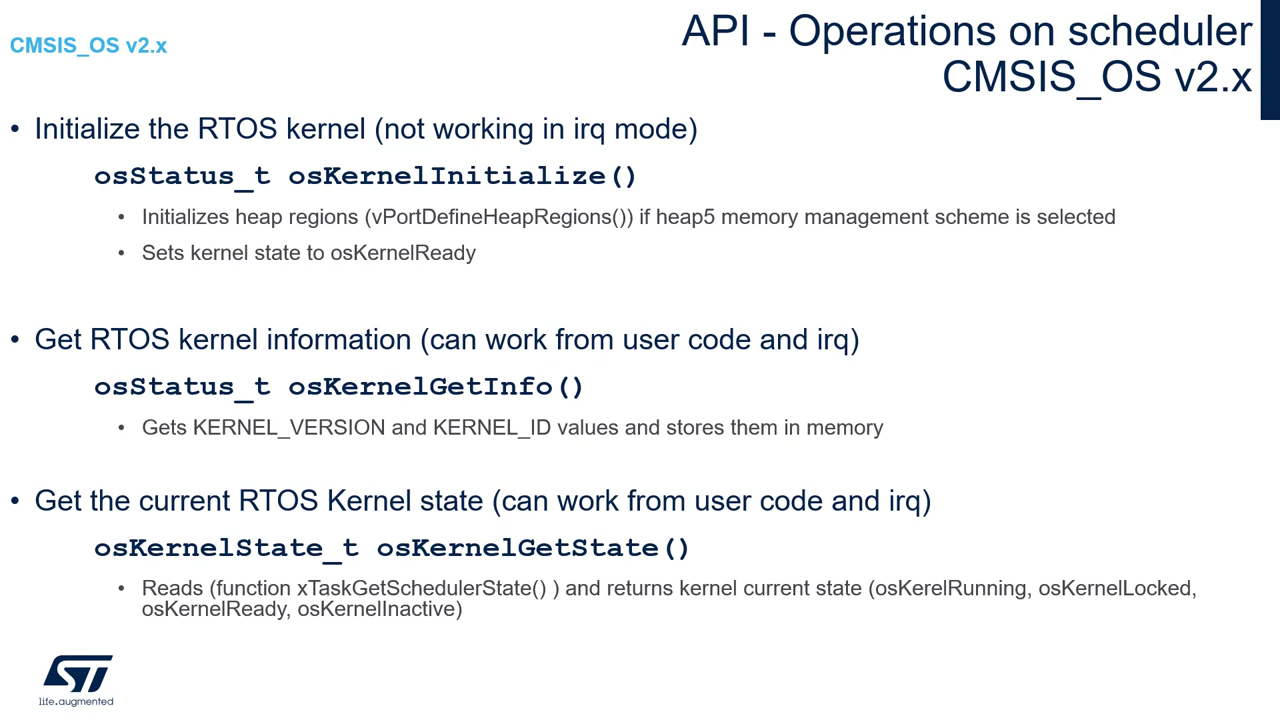 CMSIS_OS v2.x
API - Operations on scheduler
CMSIS_OS v2.x
• Initialize the RTOS kernel (not working in irq mode)
osStatus_t osKernelInitialize()
• Initializes heap regions (vPortDefineHeapRegions()) if heap5 memory management scheme is selected
• Sets kernel state to osKernelReady
• Get RTOS kernel information (can work from user code and irq)
osStatus_t osKernelGetInfo()
• Gets KERNEL_VERSION and KERNEL_ID values and stores them in memory
• Get the current RTOS Kernel state (can work from user code and irq)
osKernelState_t osKernelGetState()
• Reads (function xTaskGetSchedulerState() ) and returns kernel current state (osKerelRunning, osKernelLocked,
osKernelReady, osKernelInactive)
ST
life.augmented